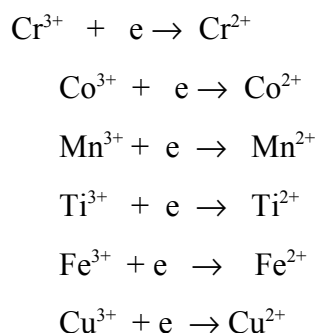 Cr³⁺ + e → Cr²⁺
Co³⁺ + e → Co²⁺
Mn³⁺ + e → Mn²⁺
Ti³⁺ + e → Ti²⁺
Fe³⁺ + e → Fe²⁺
Cu³⁺ + e → Cu²⁺